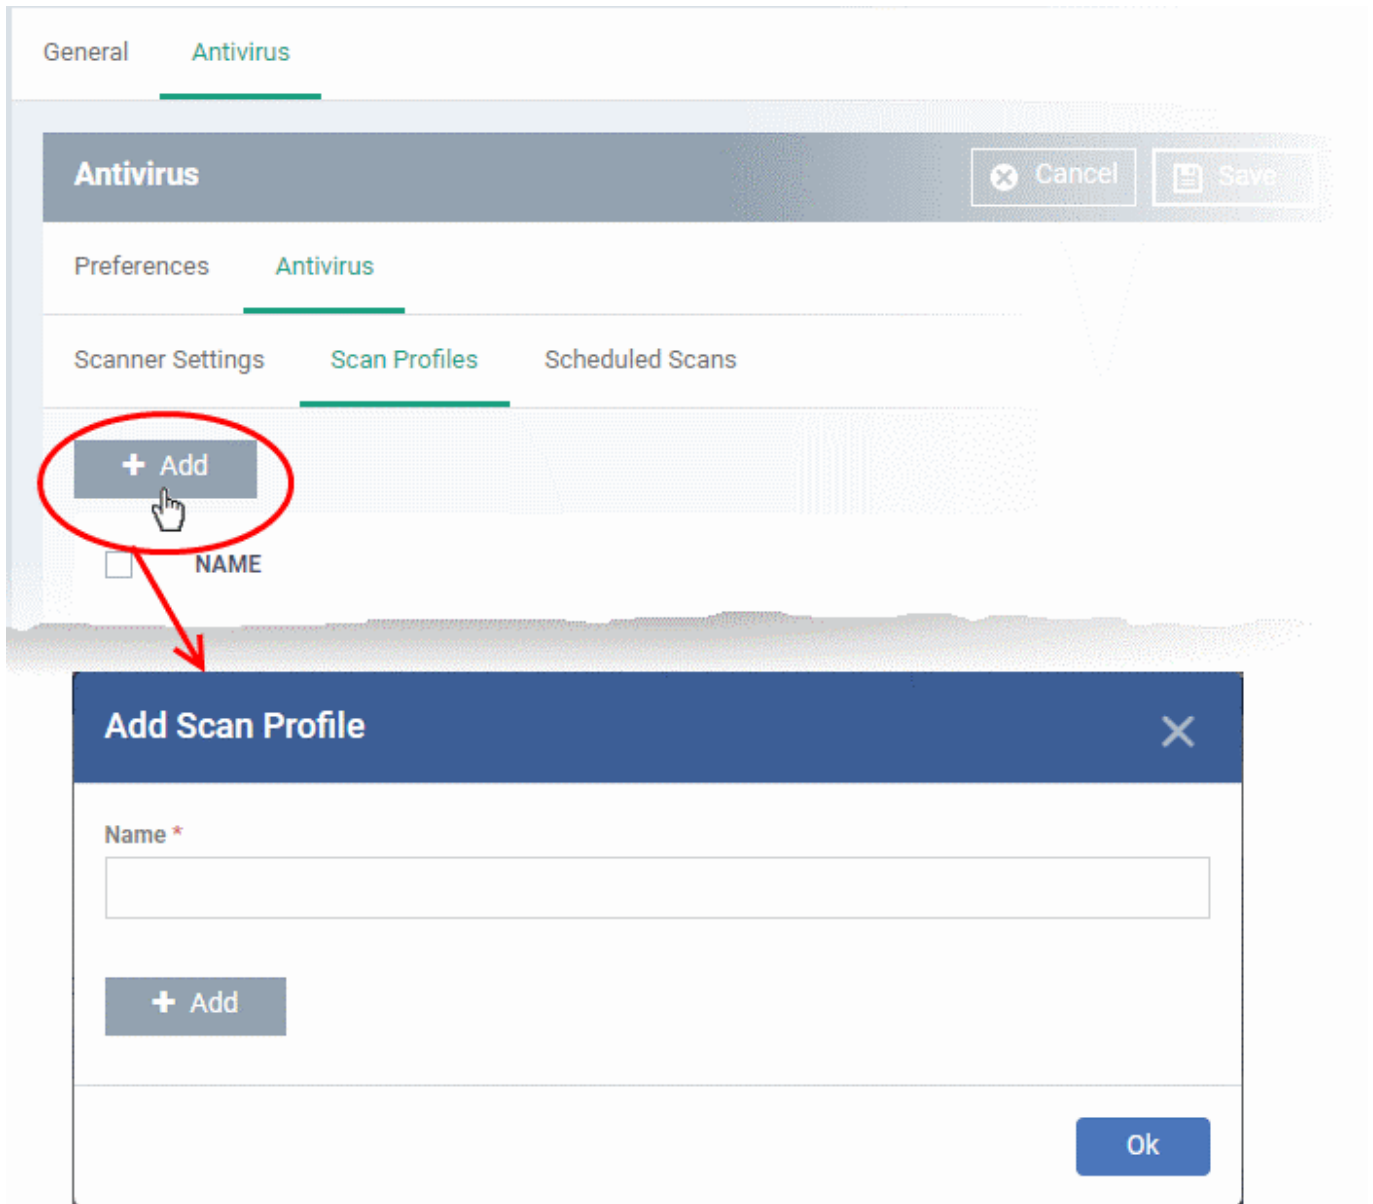 General Antivirus
Antivirus Cancel Save
Preferences Antivirus
Scanner Settings Scan Profiles Scheduled Scans
+ Add
NAME
Add Scan Profile
Name *
+ Add
Ok